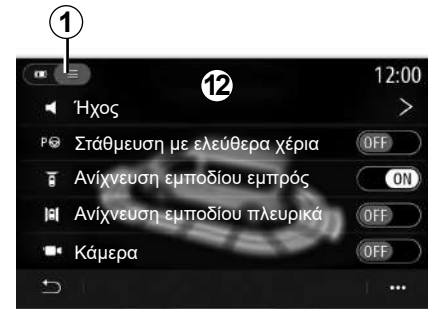 1
12
12:00
Ήχος
P Στάθμευση με ελεύθερα χέρια OFF
Ανίχνευση εμποδίου εμπρός ON
Ανίχνευση εμποδίου πλευρικά OFF
Κάμερα OFF